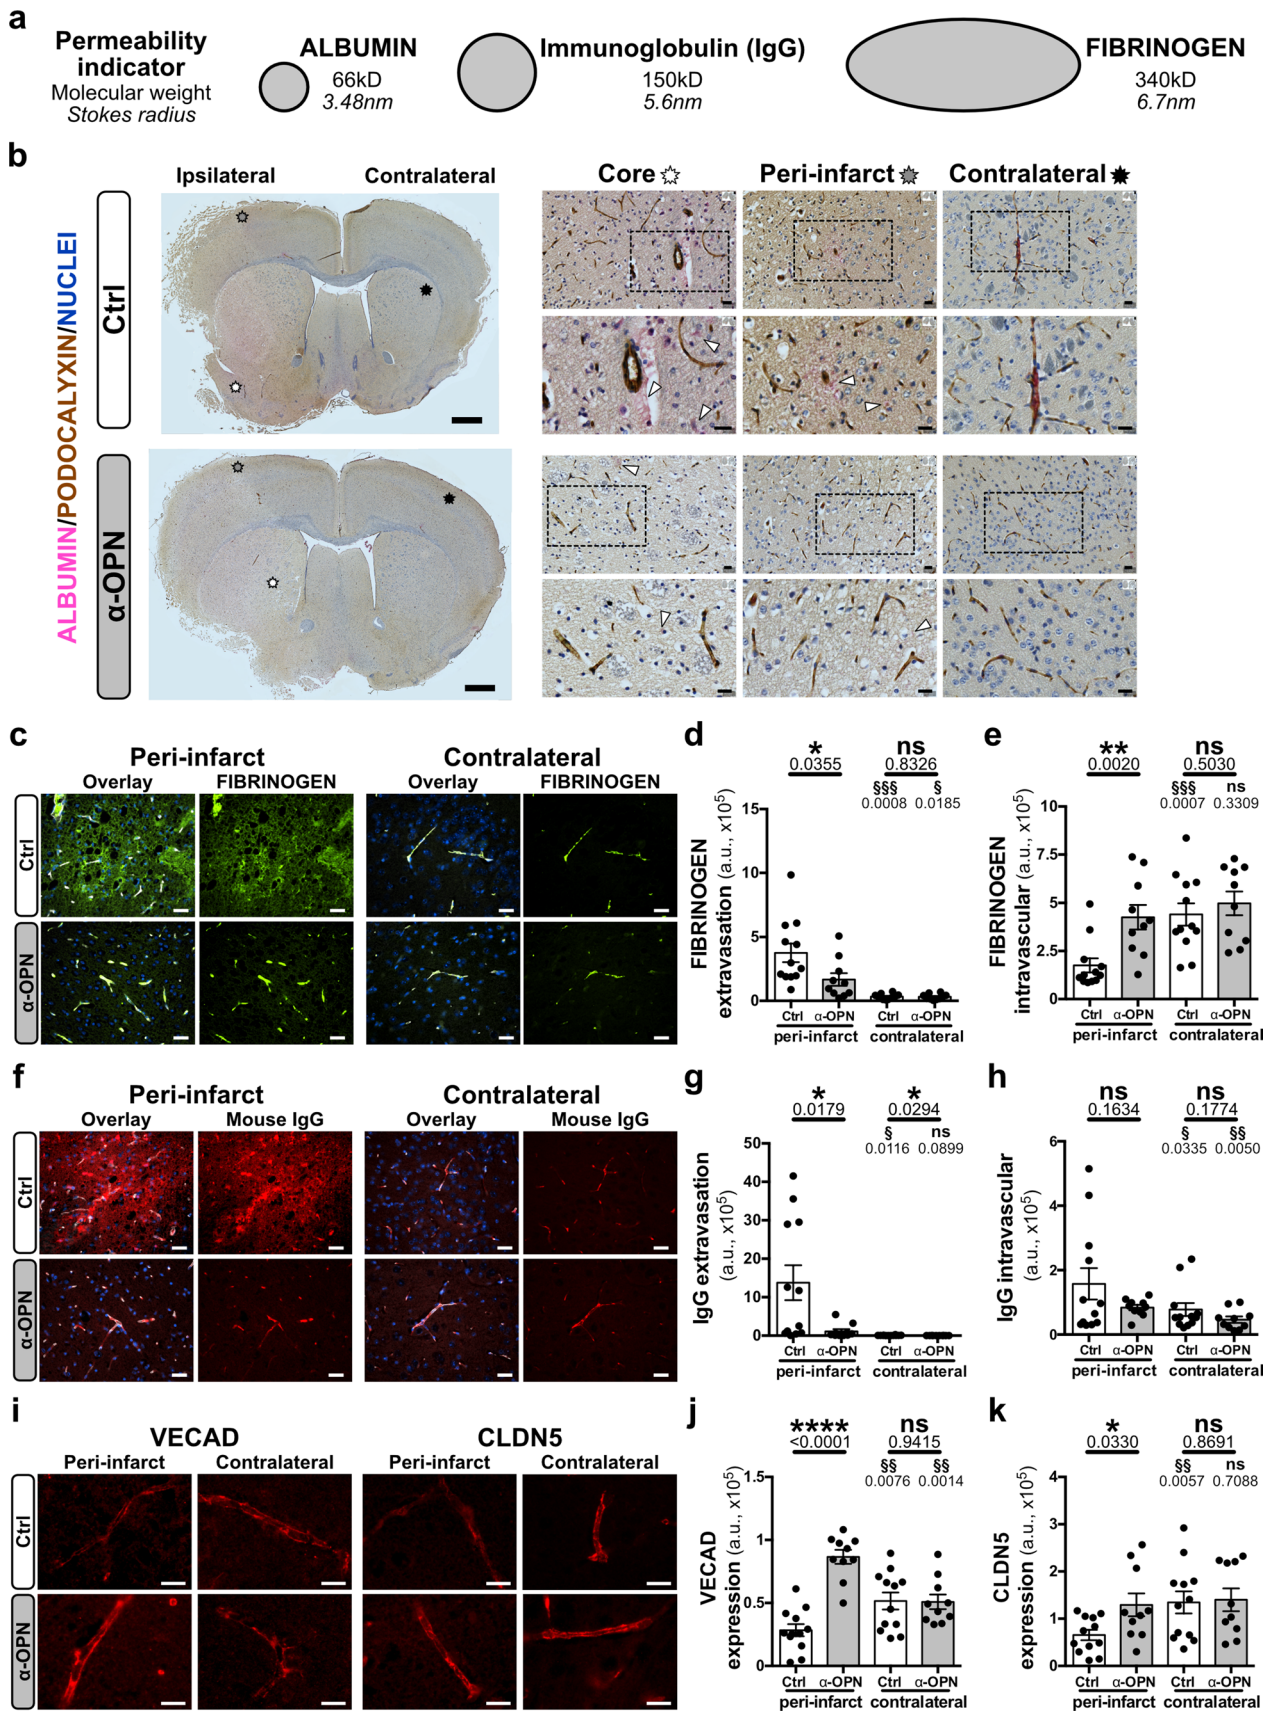 a
Permeability
indicator
Molecular weight
Stokes radius
ALBUMIN
66kD
3.48nm
Immunoglobulin (IgG)
150kD
5.6nm
FIBRINOGEN
340kD
6.7nm
b
Ipsilateral
Contralateral
Core
Peri-infarct
Contralateral
ALBUMIN/PODOCALYXIN/NUCLEI
Ctrl
α-OPN
c
Peri-infarct
Contralateral
Overlay
FIBRINOGEN
Overlay
FIBRINOGEN
Ctrl
α-OPN
d
*
0.0355
ns
0.8326
§§§
§
0.0008
0.0185
FIBRINOGEN
extravasation (a.u., x10⁵)
15
10
5
0
Ctrl
α-OPN
Ctrl
α-OPN
peri-infarct
contralateral
e
**
0.0020
ns
0.5030
§§§
ns
0.0007
0.3309
FIBRINOGEN
intravascular (a.u., x10⁵)
10
7.5
5
2.5
0
Ctrl
α-OPN
Ctrl
α-OPN
peri-infarct
contralateral
f
Peri-infarct
Contralateral
Overlay
Mouse IgG
Overlay
Mouse IgG
Ctrl
α-OPN
g
*
0.0179
*
0.0294
§
ns
0.0116
0.0899
IgG extravasation
(a.u., x10⁵)
50
40
30
20
10
0
Ctrl
α-OPN
Ctrl
α-OPN
peri-infarct
contralateral
h
ns
0.1634
ns
0.1774
§
§§
0.0335
0.0050
IgG intravascular
(a.u., x10⁵)
6
4
2
0
Ctrl
α-OPN
Ctrl
α-OPN
peri-infarct
contralateral
i
VECAD
CLDN5
Peri-infarct
Contralateral
Peri-infarct
Contralateral
Ctrl
α-OPN
j
****
<0.0001
ns
0.9415
§§
§§
0.0076
0.0014
VECAD
expression (a.u., x10⁵)
1.5
1
0.5
0
Ctrl
α-OPN
Ctrl
α-OPN
peri-infarct
contralateral
k
*
0.0330
ns
0.8691
§§
ns
0.0057
0.7088
CLDN5
expression (a.u., x10⁵)
4
3
2
1
0
Ctrl
α-OPN
Ctrl
α-OPN
peri-infarct
contralateral